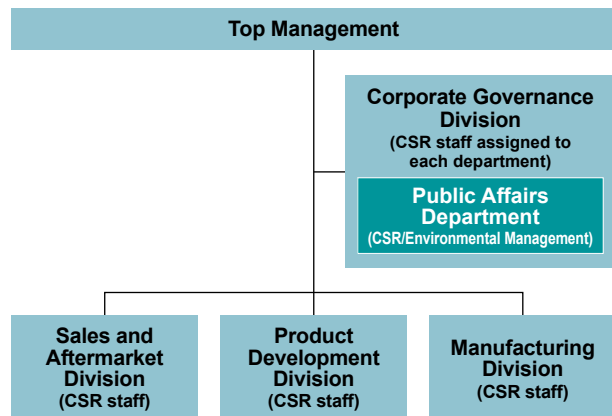 Top Management
Corporate Governance
Division
(CSR staff assigned to
each department)
Public Affairs
Department
(CSR/Environmental Management)
Sales and
Aftermarket
Division
(CSR staff)
Product
Development
Division
(CSR staff)
Manufacturing
Division
(CSR staff)